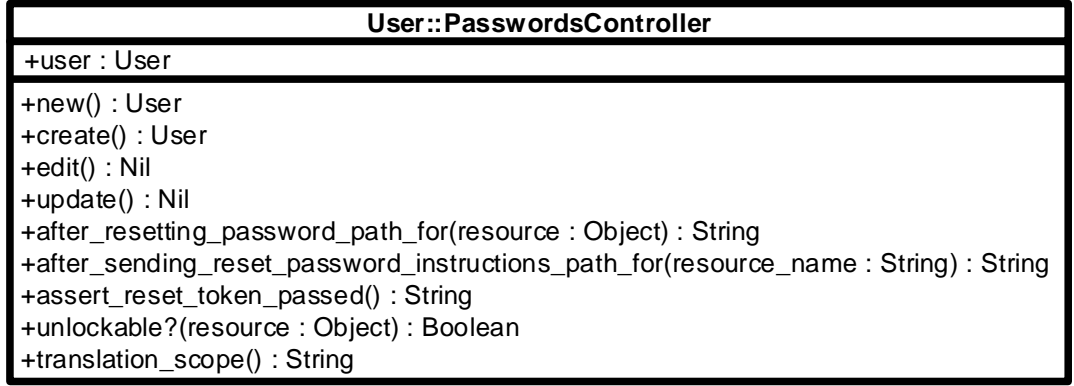 User::PasswordsController
+user : User
+new() : User
+create() : User
+edit() : Nil
+update() : Nil
+after_resetting_password_path_for(resource : Object) : String
+after_sending_reset_password_instructions_path_for(resource_name : String) : String
+assert_reset_token_passed() : String
+unlockable?(resource : Object) : Boolean
+translation_scope() : String